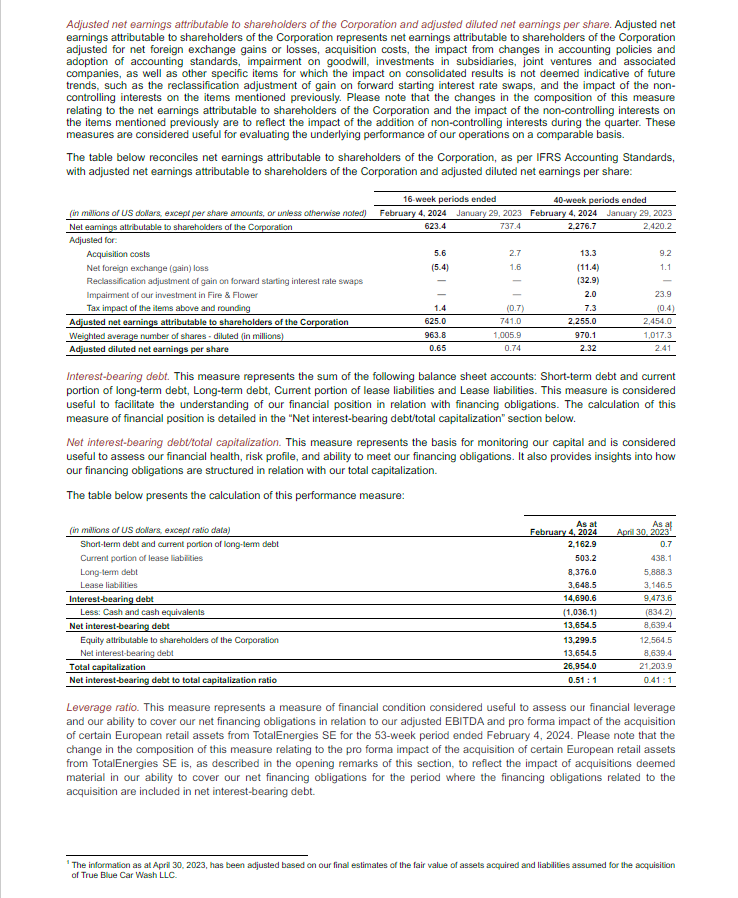 Adjusted net earnings attributable to shareholders of the Corporation and adjusted diluted net earnings per share. Adjusted net
earnings attributable to shareholders of the Corporation represents net earnings attributable to shareholders of the Corporation
adjusted for net foreign exchange gains or losses, acquisition costs, the impact from changes in accounting policies and
adoption of accounting standards, impairment on goodwill, investments in subsidiaries, joint ventures and associated
companies, as well as other specific items for which the impact on consolidated results is not deemed indicative of future
trends, such as the reclassification adjustment of gain on forward starting interest rate swaps, and the impact of the non-
controlling interests on the items mentioned previously. Please note that the changes in the composition of this measure
relating to the net earnings attributable to shareholders of the Corporation and the impact of the non-controlling interests on
the items mentioned previously are to reflect the impact of the addition of non-controlling interests during the quarter. These
measures are considered useful for evaluating the underlying performance of our operations on a comparable basis.
The table below reconciles net earnings attributable to shareholders of the Corporation, as per IFRS Accounting Standards,
with adjusted net earnings attributable to shareholders of the Corporation and adjusted diluted net earnings per share:
16-week periods ended 40-week periods ended
(in millions of US dollars, except per share amounts, or unless otherwise noted) February 4, 2024 January 29, 2023 February 4, 2024 January 29, 2023
Net earnings attributable to shareholders of the Corporation 623.4 737.4 2,276.7 2,420.2
Adjusted for:
Acquisition costs 5.6 2.7 13.3 9.2
Net foreign exchange (gain) loss (5.4) 1.6 (11.4) 1.1
Reclassification adjustment of gain on forward starting interest rate swaps — — (32.9) —
Impairment of our investment in Fire & Flower — — 2.0 23.9
Tax impact of the items above and rounding 1.4 (0.7) 7.3 (0.4)
Adjusted net earnings attributable to shareholders of the Corporation 625.0 741.0 2,255.0 2,454.0
Weighted average number of shares - diluted (in millions) 963.8 1,005.9 970.1 1,017.3
Adjusted diluted net earnings per share 0.65 0.74 2.32 2.41
Interest-bearing debt. This measure represents the sum of the following balance sheet accounts: Short-term debt and current
portion of long-term debt, Long-term debt, Current portion of lease liabilities and Lease liabilities. This measure is considered
useful to facilitate the understanding of our financial position in relation with financing obligations. The calculation of this
measure of financial position is detailed in the “Net interest-bearing debt/total capitalization” section below.
Net interest-bearing debt/total capitalization. This measure represents the basis for monitoring our capital and is considered
useful to assess our financial health, risk profile, and ability to meet our financing obligations. It also provides insights into how
our financing obligations are structured in relation with our total capitalization.
The table below presents the calculation of this performance measure:
As at As at
(in millions of US dollars, except ratio data) February 4, 2024 April 30, 2023¹
Short-term debt and current portion of long-term debt 2,162.9 0.7
Current portion of lease liabilities 503.2 438.1
Long-term debt 8,376.0 5,888.3
Lease liabilities 3,648.5 3,146.5
Interest-bearing debt 14,690.6 9,473.6
Less: Cash and cash equivalents (1,036.1) (834.2)
Net interest-bearing debt 13,654.5 8,639.4
Equity attributable to shareholders of the Corporation 13,299.5 12,564.5
Net interest-bearing debt 13,654.5 8,639.4
Total capitalization 26,954.0 21,203.9
Net interest-bearing debt to total capitalization ratio 0.51 : 1 0.41 : 1
Leverage ratio. This measure represents a measure of financial condition considered useful to assess our financial leverage
and our ability to cover our net financing obligations in relation to our adjusted EBITDA and pro forma impact of the acquisition
of certain European retail assets from TotalEnergies SE for the 53-week period ended February 4, 2024. Please note that the
change in the composition of this measure relating to the pro forma impact of the acquisition of certain European retail assets
from TotalEnergies SE is, as described in the opening remarks of this section, to reflect the impact of acquisitions deemed
material in our ability to cover our net financing obligations for the period where the financing obligations related to the
acquisition are included in net interest-bearing debt.
¹ The information as at April 30, 2023, has been adjusted based on our final estimates of the fair value of assets acquired and liabilities assumed for the acquisition
of True Blue Car Wash LLC.